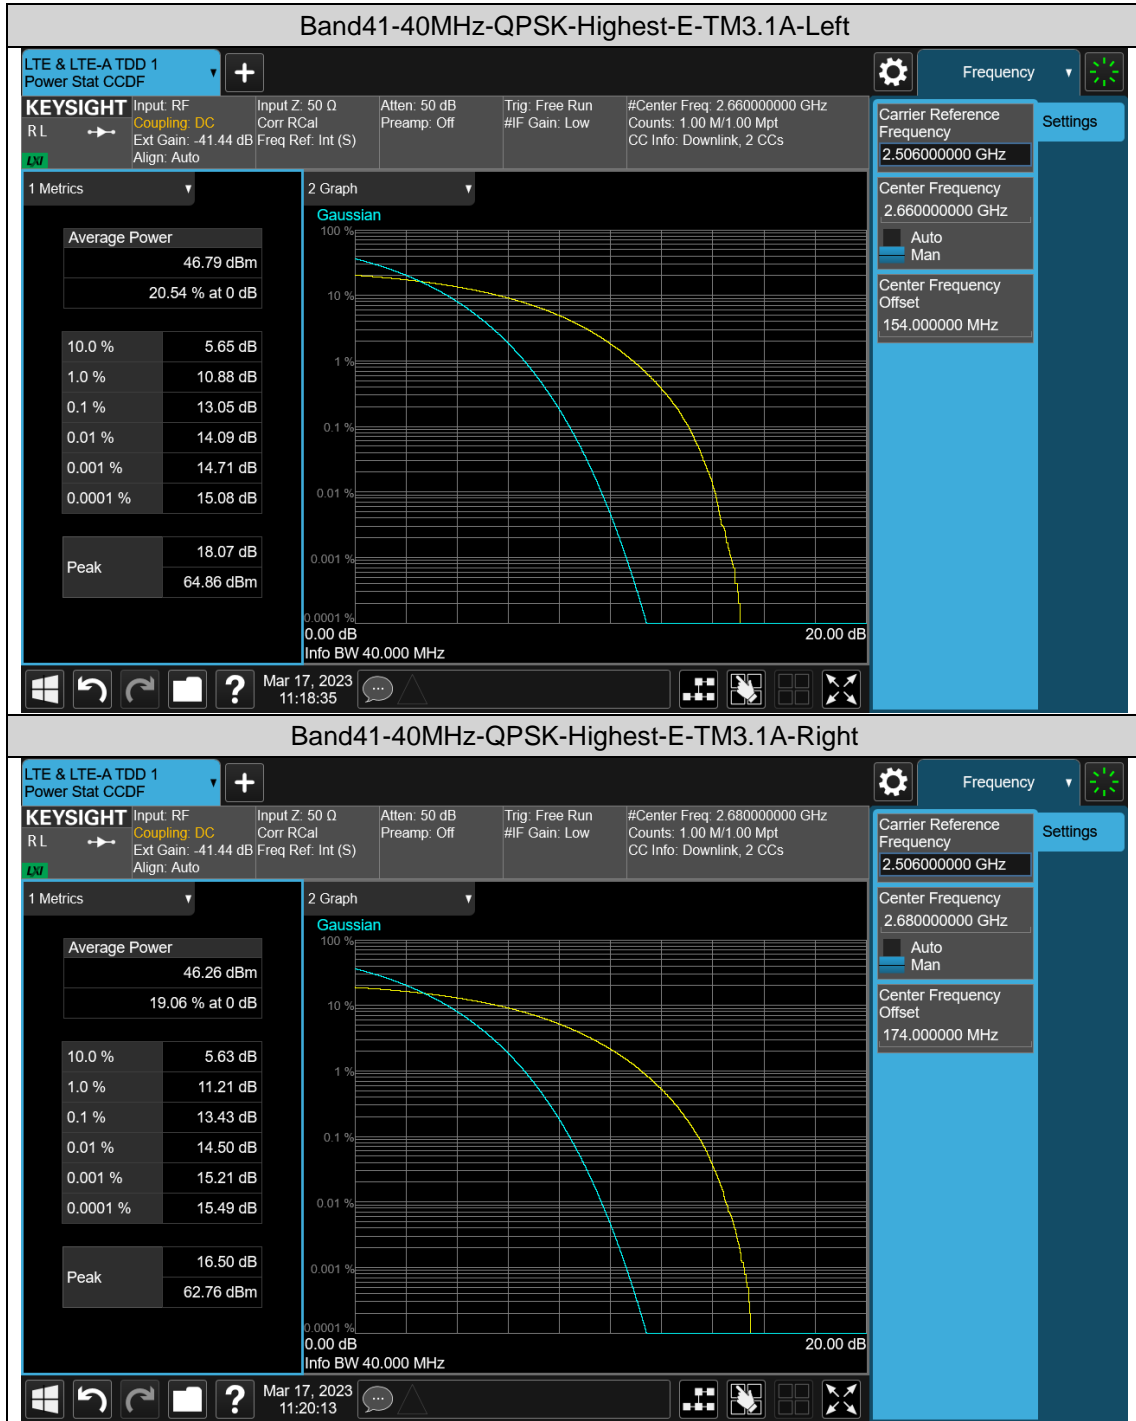 Band41-40MHz-QPSK-Highest-E-TM3.1A-Left
LTE & LTE-A TDD 1
Power Stat CCDF
Frequency
KEYSIGHT
R L
LXI
Input: RF
Coupling: DC
Ext Gain: -41.44 dB
Align: Auto
Input Z: 50 Ω
Corr RCal
Freq Ref: Int (S)
Atten: 50 dB
Preamp: Off
Trig: Free Run
#IF Gain: Low
#Center Freq: 2.660000000 GHz
Counts: 1.00 M/1.00 Mpt
CC Info: Downlink, 2 CCs
Carrier Reference
Frequency
2.506000000 GHz
Settings
Center Frequency
2.660000000 GHz
Auto
Man
Center Frequency
Offset
154.000000 MHz
1 Metrics
Average Power
46.79 dBm
20.54 % at 0 dB
10.0 % 5.65 dB
1.0 % 10.88 dB
0.1 % 13.05 dB
0.01 % 14.09 dB
0.001 % 14.71 dB
0.0001 % 15.08 dB
Peak
18.07 dB
64.86 dBm
2 Graph
Gaussian
100 %
10 %
1 %
0.1 %
0.01 %
0.001 %
0.0001 %
0.00 dB
20.00 dB
Info BW 40.000 MHz
?
Mar 17, 2023
11:18:35
Band41-40MHz-QPSK-Highest-E-TM3.1A-Right
LTE & LTE-A TDD 1
Power Stat CCDF
Frequency
KEYSIGHT
R L
LXI
Input: RF
Coupling: DC
Ext Gain: -41.44 dB
Align: Auto
Input Z: 50 Ω
Corr RCal
Freq Ref: Int (S)
Atten: 50 dB
Preamp: Off
Trig: Free Run
#IF Gain: Low
#Center Freq: 2.680000000 GHz
Counts: 1.00 M/1.00 Mpt
CC Info: Downlink, 2 CCs
Carrier Reference
Frequency
2.506000000 GHz
Settings
Center Frequency
2.680000000 GHz
Auto
Man
Center Frequency
Offset
174.000000 MHz
1 Metrics
Average Power
46.26 dBm
19.06 % at 0 dB
10.0 % 5.63 dB
1.0 % 11.21 dB
0.1 % 13.43 dB
0.01 % 14.50 dB
0.001 % 15.21 dB
0.0001 % 15.49 dB
Peak
16.50 dB
62.76 dBm
2 Graph
Gaussian
100 %
10 %
1 %
0.1 %
0.01 %
0.001 %
0.0001 %
0.00 dB
20.00 dB
Info BW 40.000 MHz
?
Mar 17, 2023
11:20:13